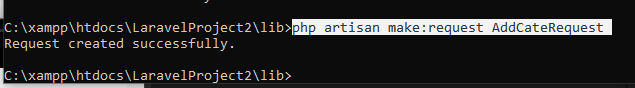 C:\xampp\htdocs\LaravelProject2\lib>php artisan make:request AddCateRequest
Request created successfully.
C:\xampp\htdocs\LaravelProject2\lib>